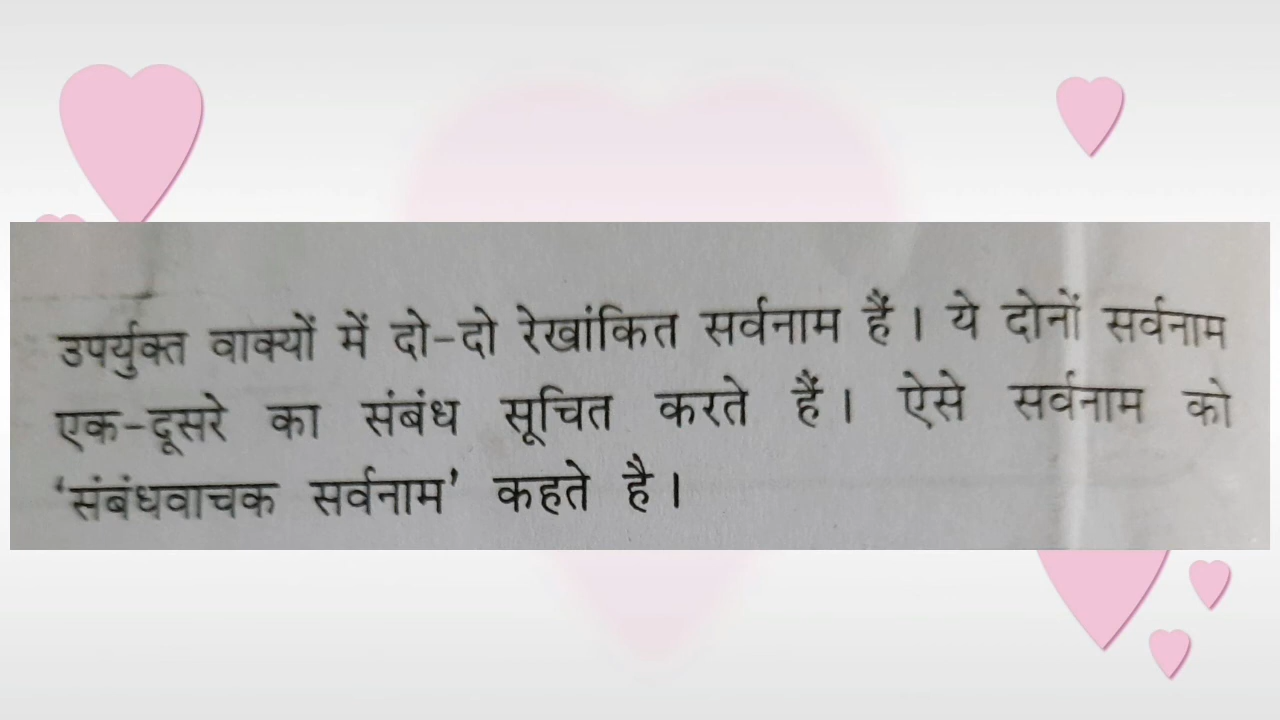 उपर्युक्त वाक्यों में दो-दो रेखांकित सर्वनाम हैं। ये दोनों सर्वनाम
एक-दूसरे का संबंध सूचित करते हैं। ऐसे सर्वनाम को
‘संबंधवाचक सर्वनाम’ कहते है।